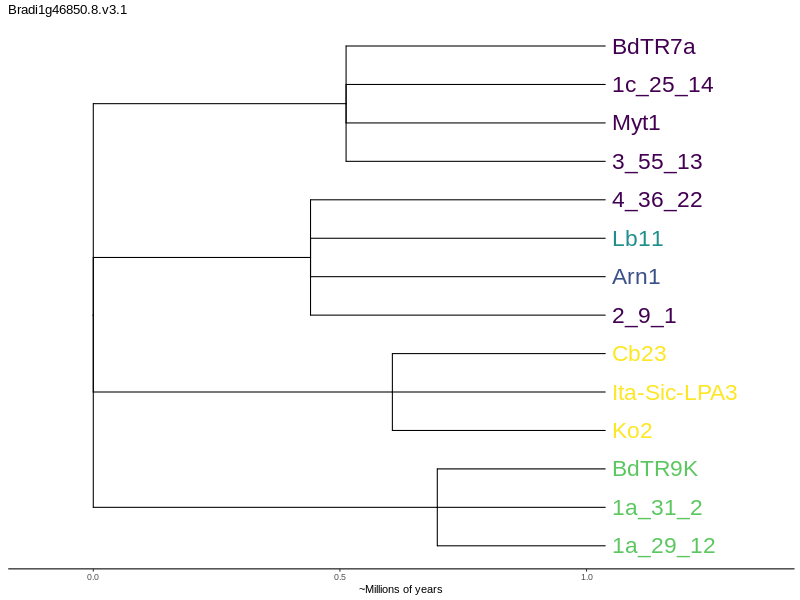 Bradi1g46850.8.v3.1
BdTR7a
1c_25_14
Myt1
3_55_13
4_36_22
Lb11
Arn1
2_9_1
Cb23
Ita-Sic-LPA3
Ko2
BdTR9K
1a_31_2
1a_29_12
0.0 0.5 1.0
~Millions of years